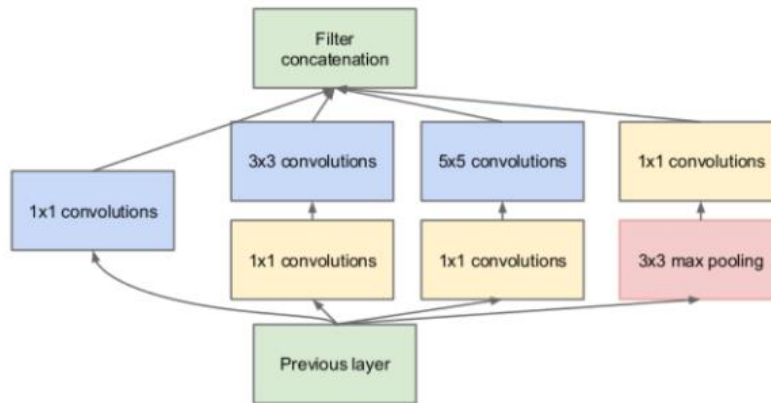 Filter
concatenation
3x3 convolutions
5x5 convolutions
1x1 convolutions
1x1 convolutions
1x1 convolutions
1x1 convolutions
3x3 max pooling
Previous layer